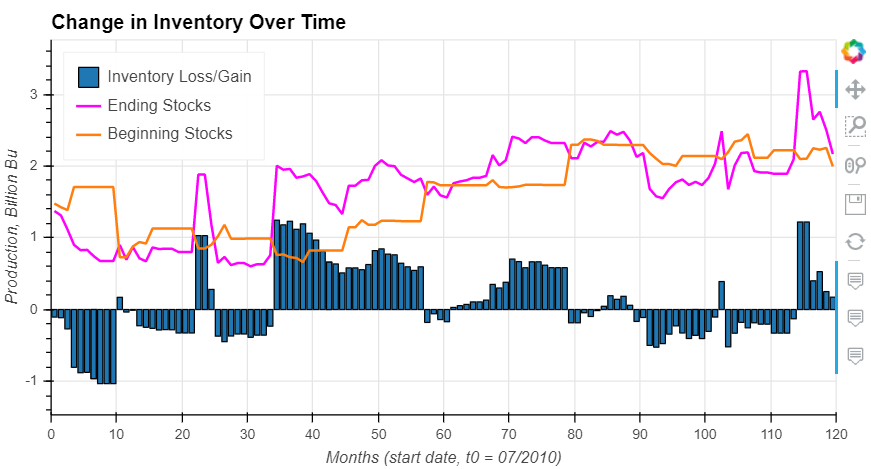 Change in Inventory Over Time
Inventory Loss/Gain
Ending Stocks
Beginning Stocks
Production, Billion Bu
3
2
1
0
-1
0 10 20 30 40 50 60 70 80 90 100 110 120
Months (start date, t0 = 07/2010)